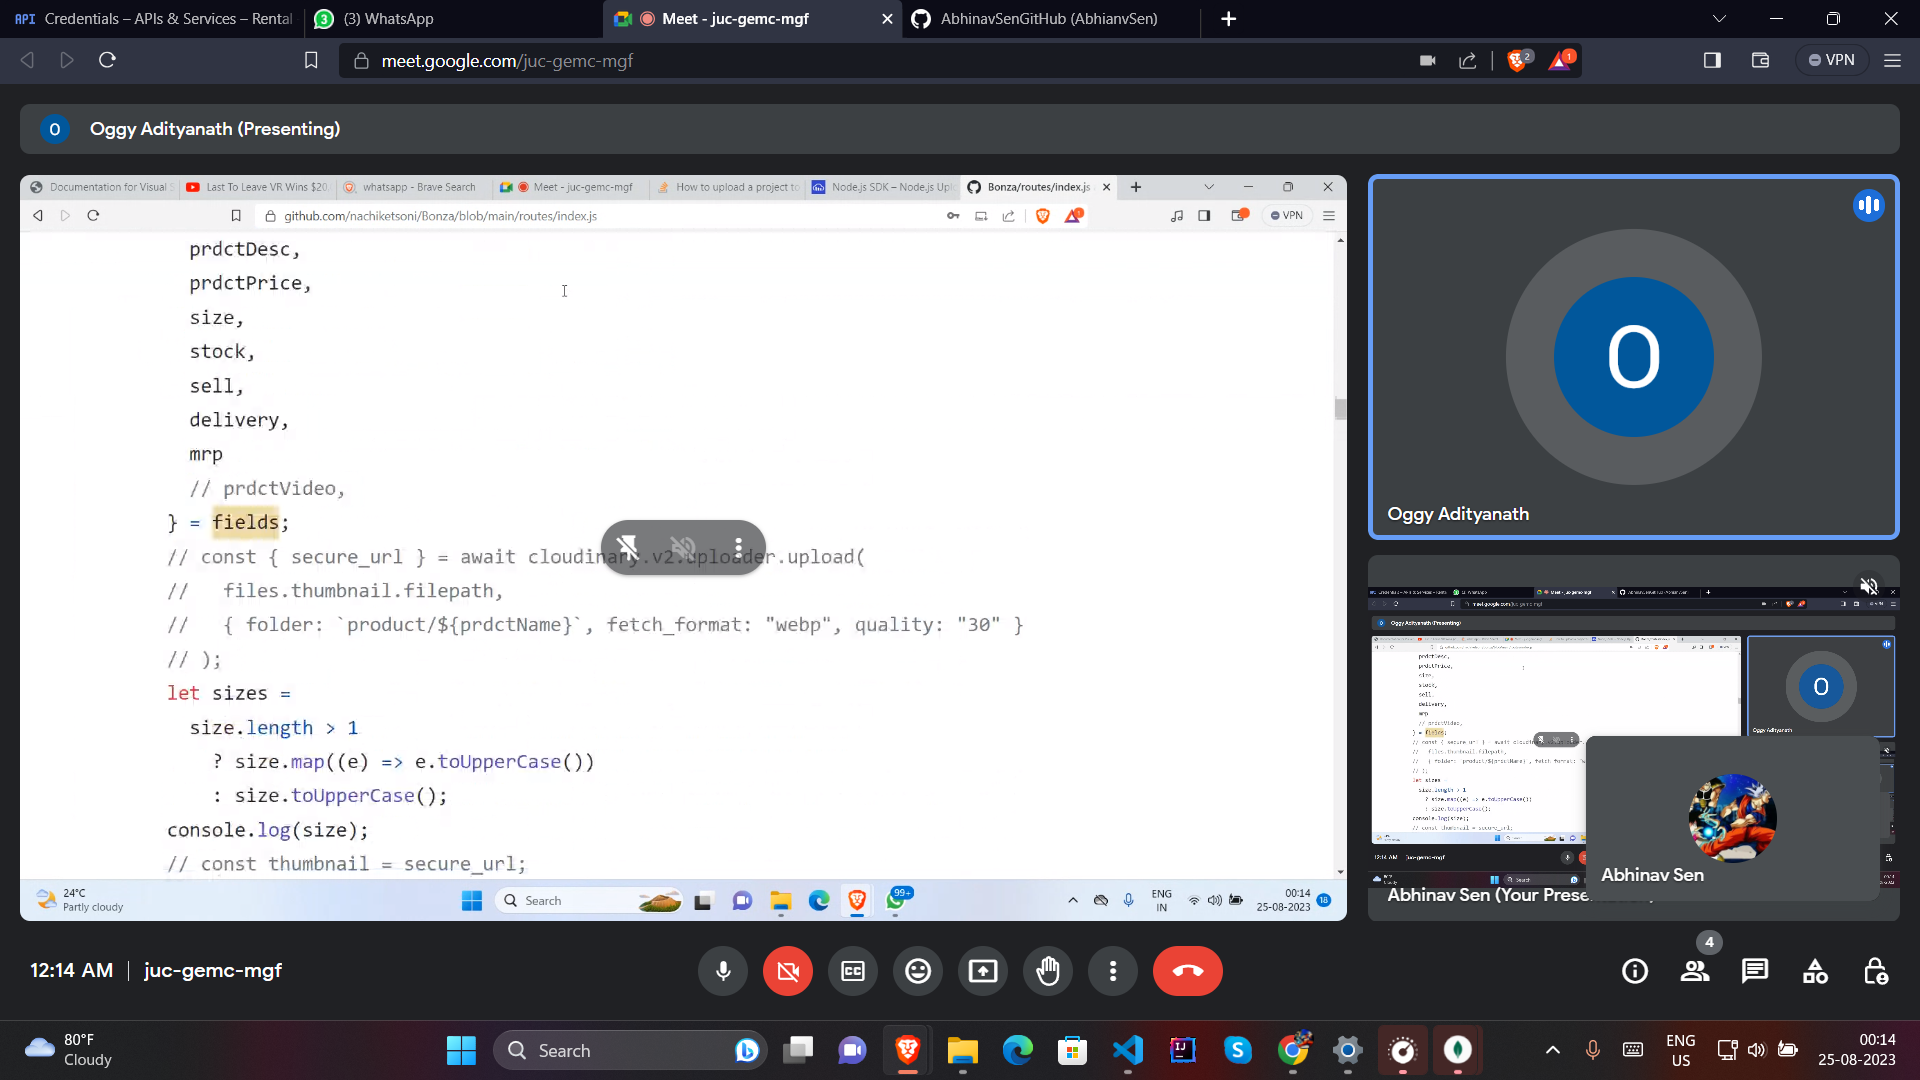 API Credentials – APIs & Services – Rental
3 (3) WhatsApp
Meet - juc-gemc-mgf
AbhinavSenGitHub (AbhianvSen)
meet.google.com/juc-gemc-mgf
2
1
VPN
O Oggy Adityanath (Presenting)
Documentation for Visual S
Last To Leave VR Wins $20,
whatsapp - Brave Search
Meet - juc-gemc-mgf
How to upload a project to
Node.js SDK – Node.js Uplo
Bonza/routes/index.js
github.com/nachiketsoni/Bonza/blob/main/routes/index.js
VPN
prdctDesc,
prdctPrice,
size,
stock,
sell,
delivery,
mrp
// prdctVideo,
} = fields;
// const { secure_url } = await cloudinary.v2.uploader.upload(
// files.thumbnail.filepath,
// { folder: `product/${prdctName}`, fetch_format: "webp", quality: "30" }
// );
let sizes =
size.length > 1
? size.map((e) => e.toUpperCase())
: size.toUpperCase();
console.log(size);
// const thumbnail = secure_url;
24°C
Partly cloudy
Search
99+
ENG
IN
00:14
25-08-2023
18
O
Oggy Adityanath
Abhinav Sen
Abhinav Sen (Your Prese
12:14 AM | juc-gemc-mgf
4
80°F
Cloudy
Search
ENG
US
00:14
25-08-2023